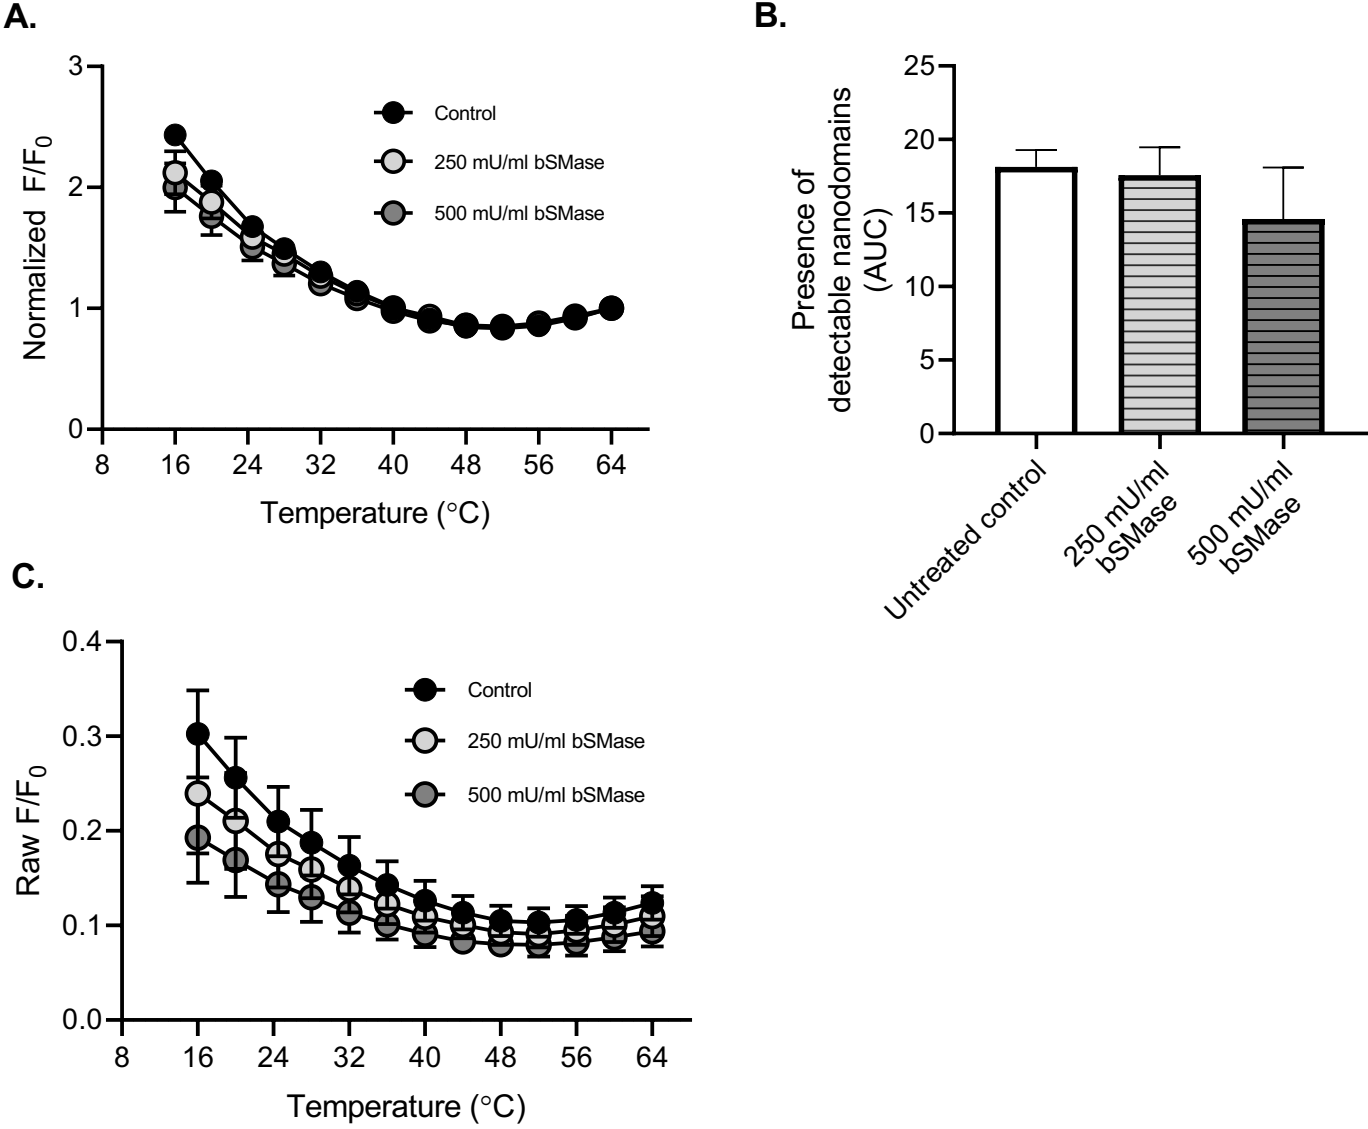 A.
Normalized F/F0
3
2
1
0
8 16 24 32 40 48 56 64
Temperature (°C)
Control
250 mU/ml bSMase
500 mU/ml bSMase
B.
Presence of
detectable nanodomains
(AUC)
25
20
15
10
5
0
Untreated control
250 mU/ml
bSMase
500 mU/ml
bSMase
C.
Raw F/F0
0.4
0.3
0.2
0.1
0.0
8 16 24 32 40 48 56 64
Temperature (°C)
Control
250 mU/ml bSMase
500 mU/ml bSMase